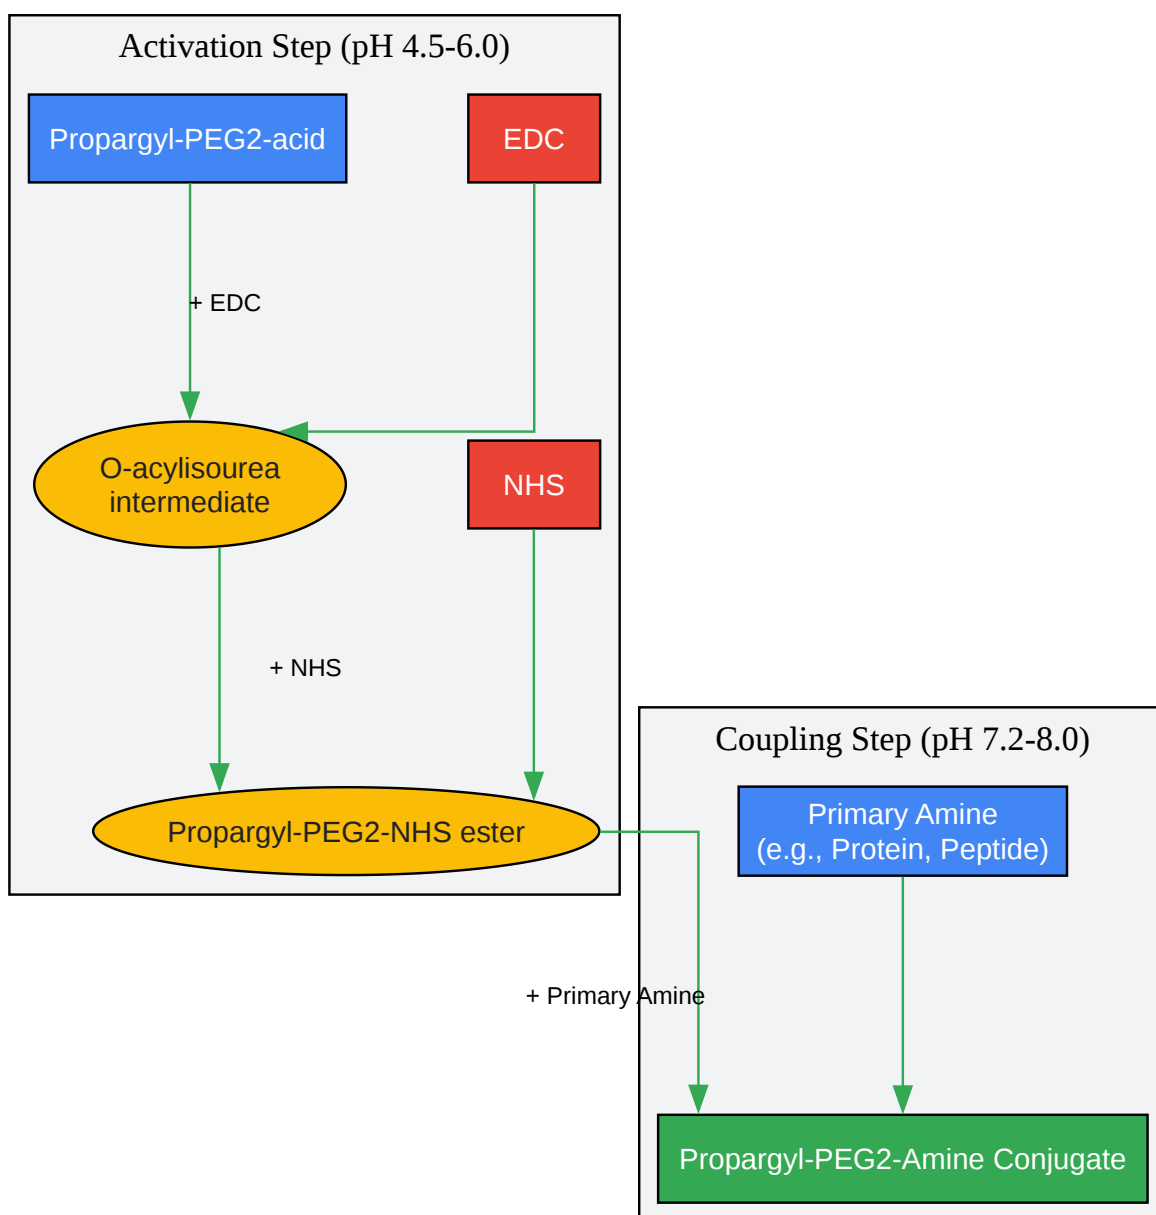 Activation Step (pH 4.5-6.0)
Propargyl-PEG2-acid
EDC
+ EDC
O-acylisourea
intermediate
NHS
+ NHS
Propargyl-PEG2-NHS ester
Coupling Step (pH 7.2-8.0)
Primary Amine
(e.g., Protein, Peptide)
+ Primary Amine
Propargyl-PEG2-Amine Conjugate